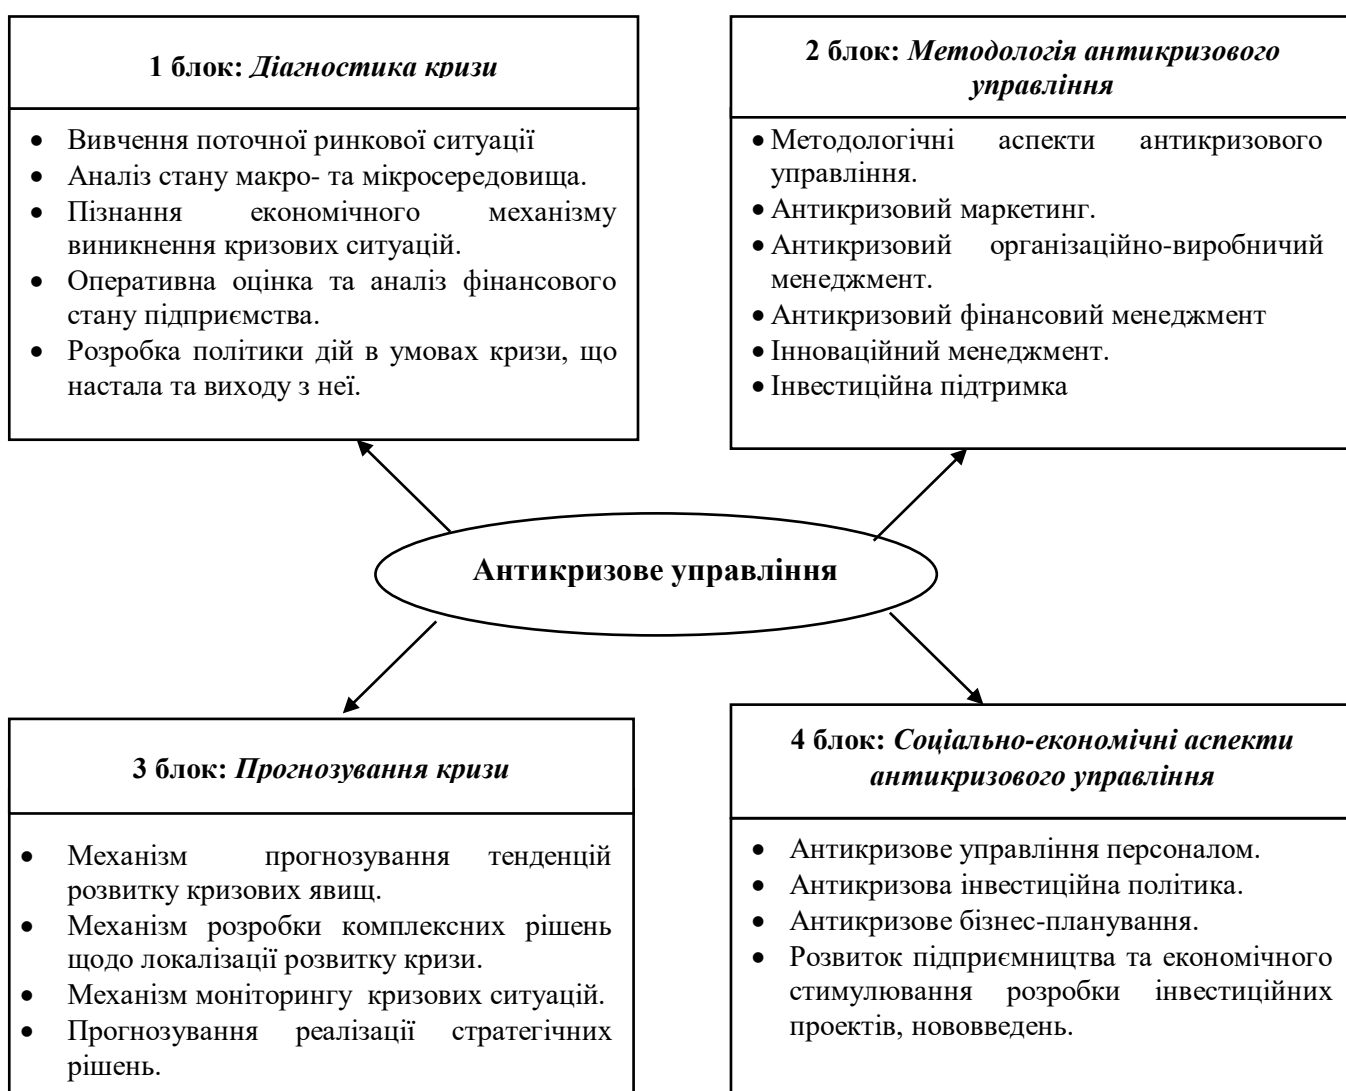 1 блок: Діагностика кризи
• Вивчення поточної ринкової ситуації
• Аналіз стану макро- та мікросередовища.
• Пізнання економічного механізму
виникнення кризових ситуацій.
• Оперативна оцінка та аналіз фінансового
стану підприємства.
• Розробка політики дій в умовах кризи, що
настала та виходу з неї.
2 блок: Методологія антикризового
управління
• Методологічні аспекти антикризового
управління.
• Антикризовий маркетинг.
• Антикризовий організаційно-виробничий
менеджмент.
• Антикризовий фінансовий менеджмент
• Інноваційний менеджмент.
• Інвестиційна підтримка
Антикризове управління
3 блок: Прогнозування кризи
• Механізм прогнозування тенденцій
розвитку кризових явищ.
• Механізм розробки комплексних рішень
щодо локалізації розвитку кризи.
• Механізм моніторингу кризових ситуацій.
• Прогнозування реалізації стратегічних
рішень.
4 блок: Соціально-економічні аспекти
антикризового управління
• Антикризове управління персоналом.
• Антикризова інвестиційна політика.
• Антикризове бізнес-планування.
• Розвиток підприємництва та економічного
стимулювання розробки інвестиційних
проектів, нововведень.